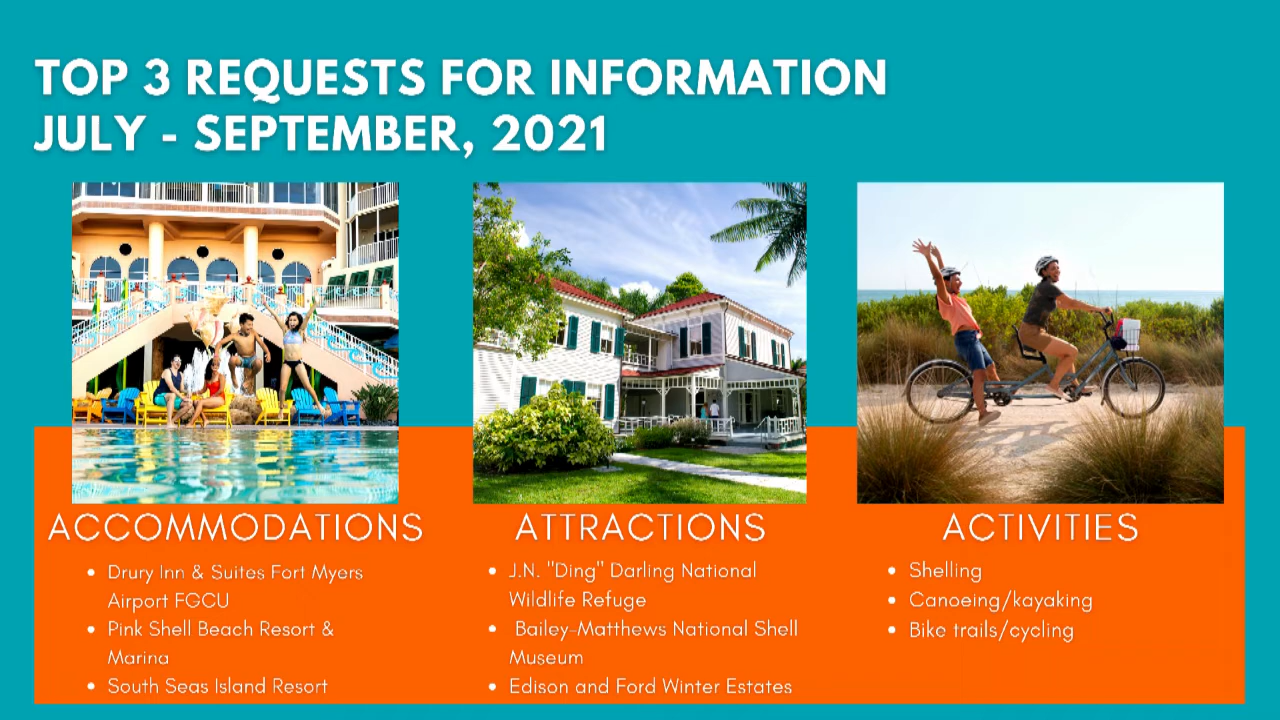 TOP 3 REQUESTS FOR INFORMATION
JULY - SEPTEMBER, 2021
ACCOMMODATIONS
• Drury Inn & Suites Fort Myers
Airport FGCU
• Pink Shell Beach Resort &
Marina
• South Seas Island Resort
ATTRACTIONS
• J.N. "Ding" Darling National
Wildlife Refuge
• Bailey-Matthews National Shell
Museum
• Edison and Ford Winter Estates
ACTIVITIES
• Shelling
• Canoeing/kayaking
• Bike trails/cycling